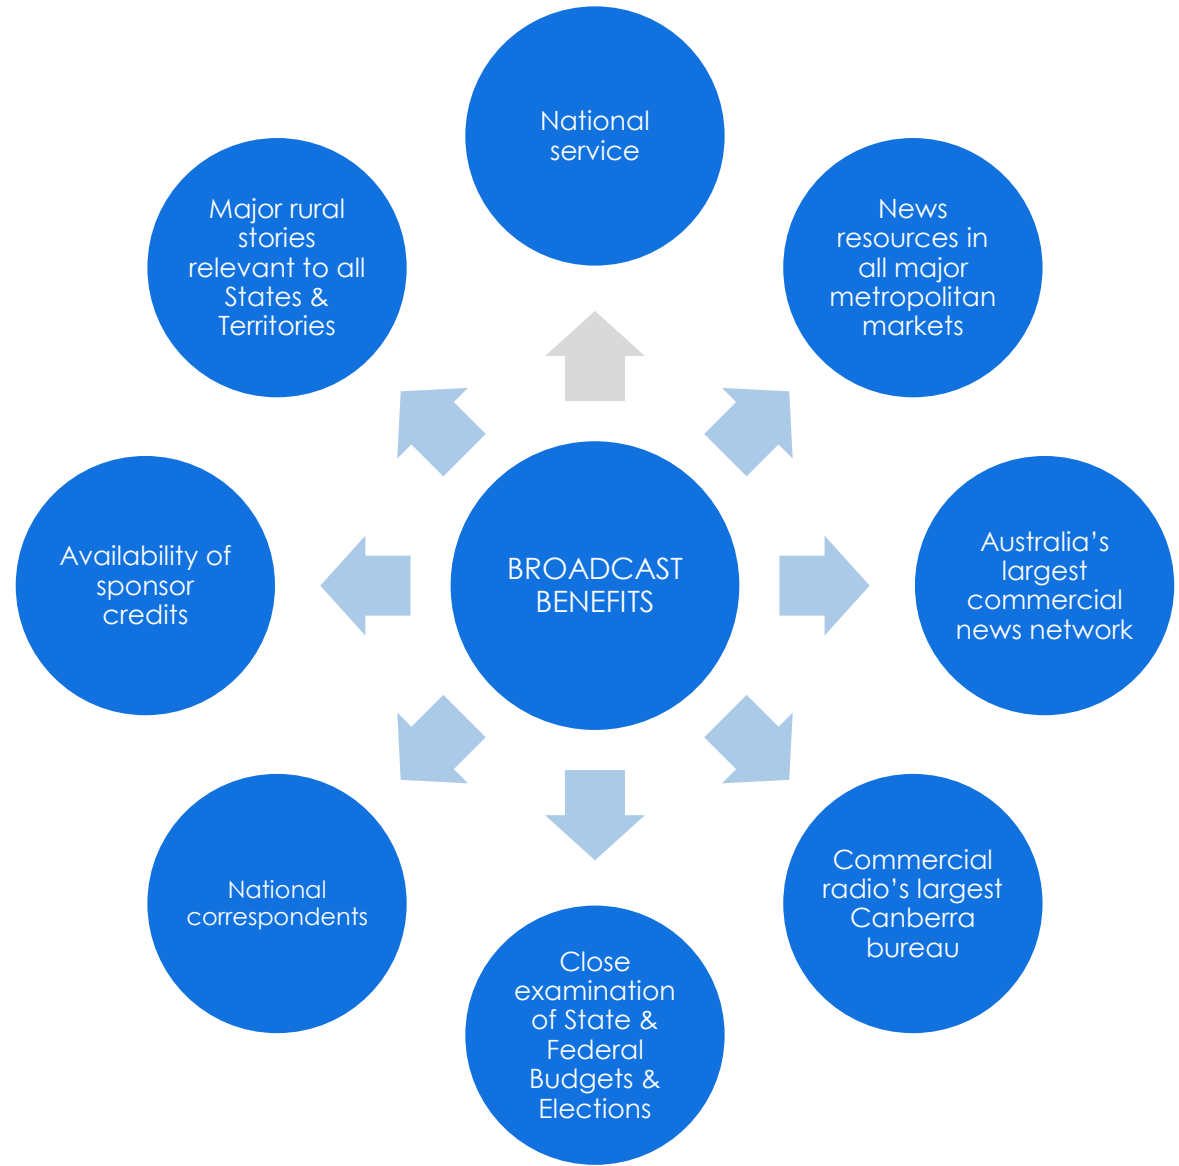 National
service
News
resources in
all major
metropolitan
markets
Australia’s
largest
commercial
news network
Commercial
radio’s largest
Canberra
bureau
Close
examination
of State &
Federal
Budgets &
Elections
National
correspondents
Availability of
sponsor
credits
Major rural
stories
relevant to all
States &
Territories
BROADCAST
BENEFITS